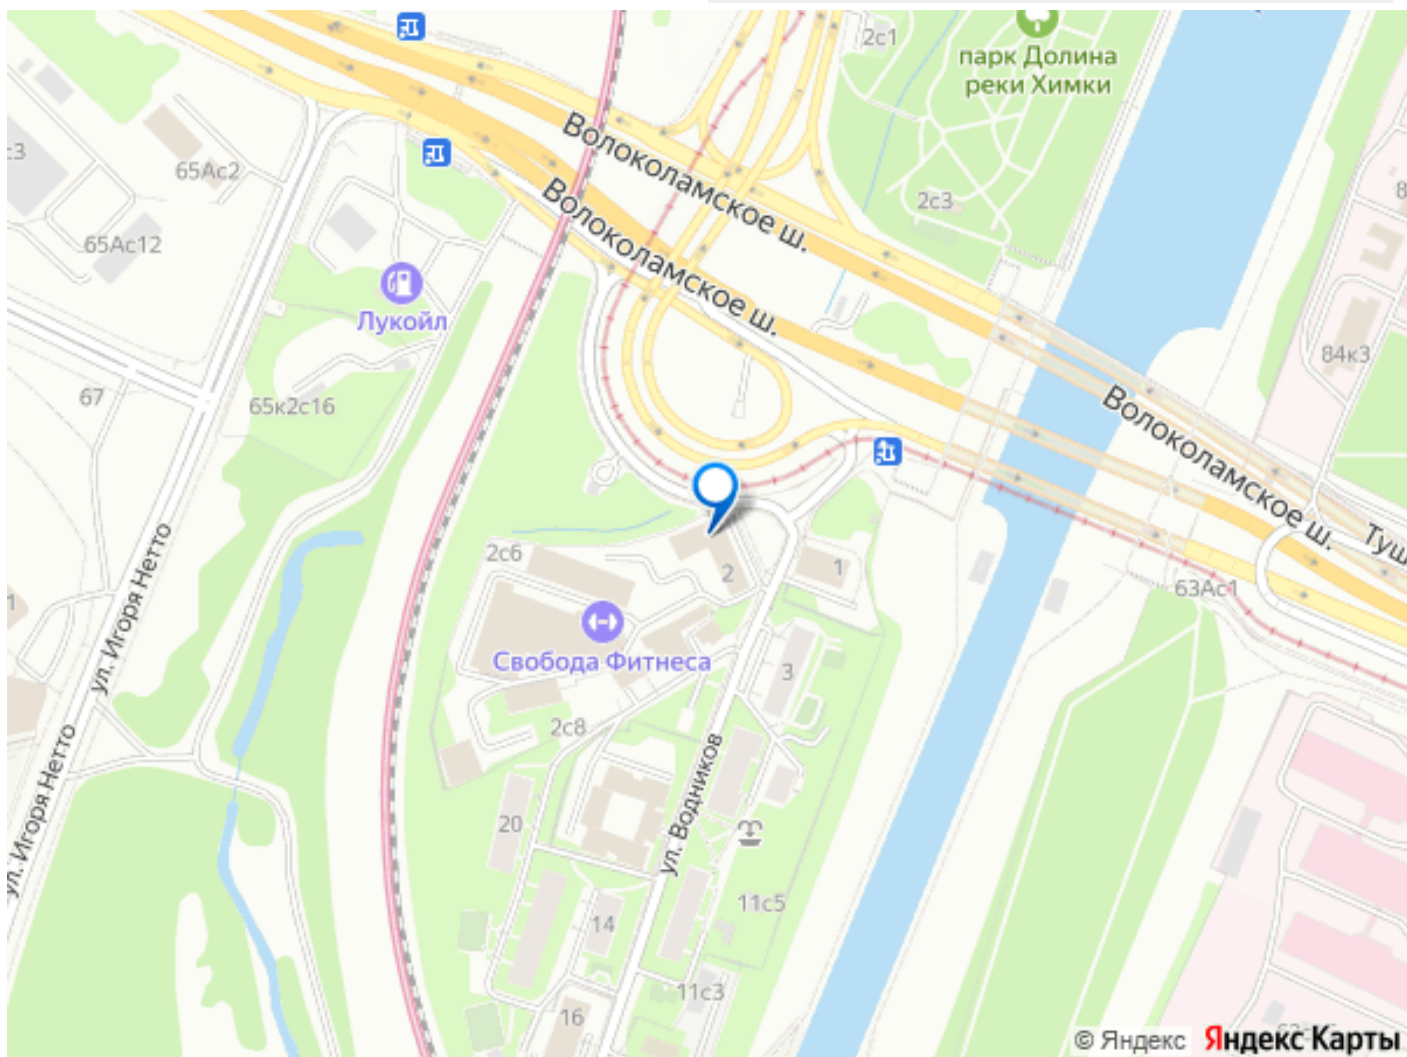 2с1
парк Долина
реки Химки
Волоколамское ш.
65Ас2
2с3
Волоколамское ш.
65Ас12
Лукойл
84к3
67
65к2с16
Волоколамское ш.
Туш
ул. Игоря Нетто
2с6
2
1
63Ас1
Свобода Фитнеса
3
2с8
ул. Игоря Нетто
ул. Водников
20
11с5
14
11с3
16
© Яндекс Яндекс Карты